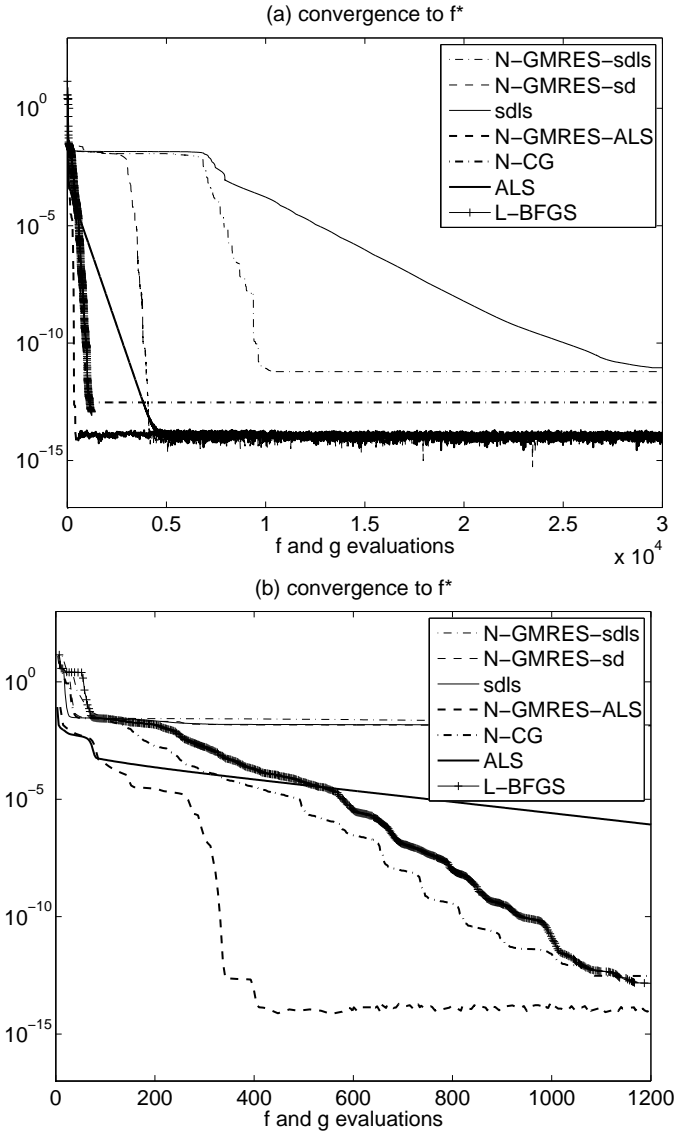 (a) convergence to f*
N-GMRES-sdls
N-GMRES-sd
sdls
N-GMRES-ALS
N-CG
ALS
L-BFGS
10^0
10^-5
10^-10
10^-15
0 0.5 1 1.5 2 2.5 3
x 10^4
f and g evaluations
(b) convergence to f*
N-GMRES-sdls
N-GMRES-sd
sdls
N-GMRES-ALS
N-CG
ALS
L-BFGS
10^0
10^-5
10^-10
10^-15
0 200 400 600 800 1000 1200
f and g evaluations